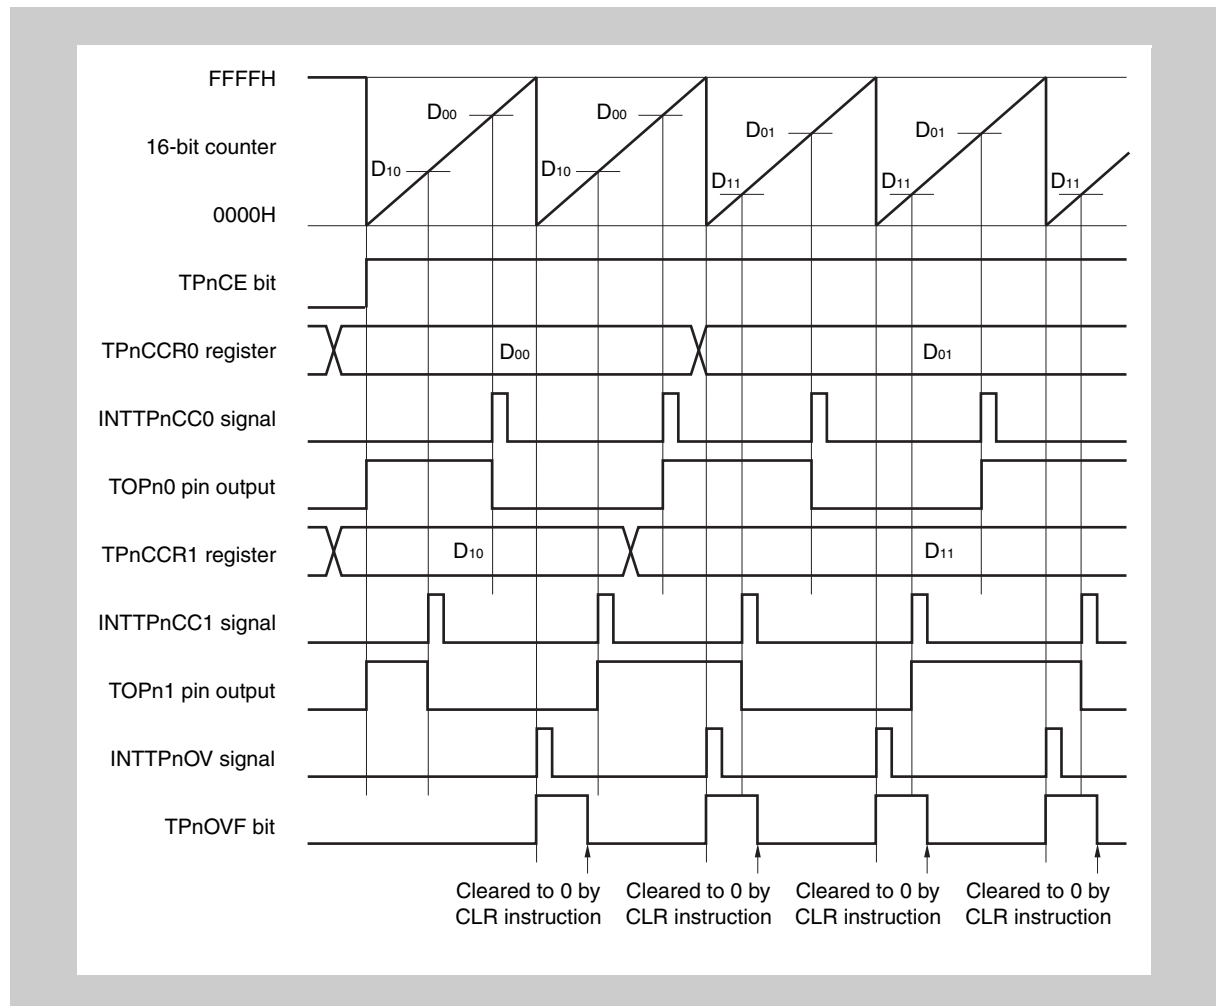 FFFFH
D00 D00
D01 D01
16-bit counter
D10 D10
D11 D11 D11
0000H
TPnCE bit
TPnCCR0 register
D00 D01
INTTPnCC0 signal
TOPn0 pin output
TPnCCR1 register
D10 D11
INTTPnCC1 signal
TOPn1 pin output
INTTPnOV signal
TPnOVF bit
Cleared to 0 by
CLR instruction
Cleared to 0 by
CLR instruction
Cleared to 0 by
CLR instruction
Cleared to 0 by
CLR instruction